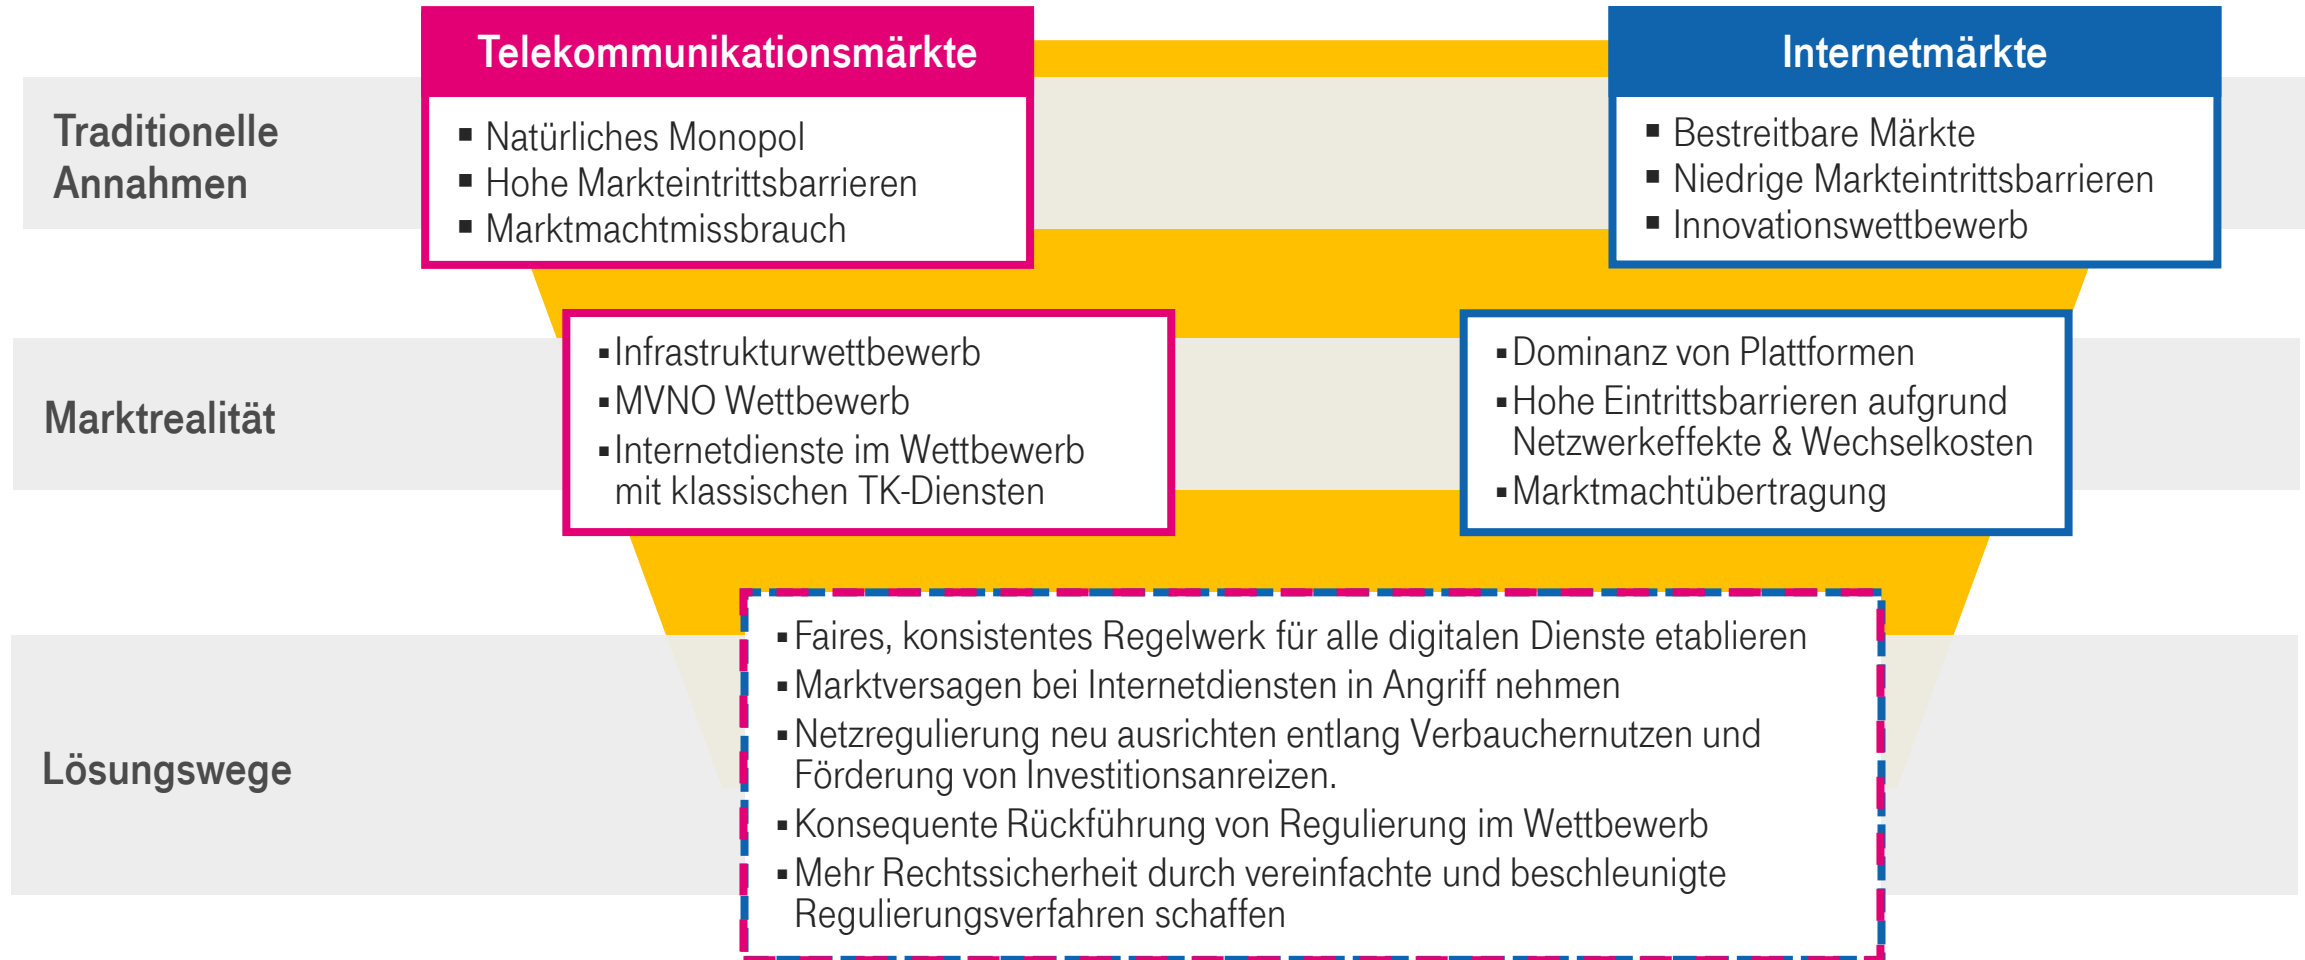 Telekommunikationsmärkte
Internetmärkte
Traditionelle
Annahmen
▪ Natürliches Monopol
▪ Hohe Markteintrittsbarrieren
▪ Marktmachtmissbrauch
▪ Bestreitbare Märkte
▪ Niedrige Markteintrittsbarrieren
▪ Innovationswettbewerb
Marktrealität
▪ Infrastrukturwettbewerb
▪ MVNO Wettbewerb
▪ Internetdienste im Wettbewerb
mit klassischen TK-Diensten
▪ Dominanz von Plattformen
▪ Hohe Eintrittsbarrieren aufgrund
Netzwerkeffekte & Wechselkosten
▪ Marktmachtübertragung
Lösungswege
▪ Faires, konsistentes Regelwerk für alle digitalen Dienste etablieren
▪ Marktversagen bei Internetdiensten in Angriff nehmen
▪ Netzregulierung neu ausrichten entlang Verbauchernutzen und
Förderung von Investitionsanreizen.
▪ Konsequente Rückführung von Regulierung im Wettbewerb
▪ Mehr Rechtssicherheit durch vereinfachte und beschleunigte
Regulierungsverfahren schaffen